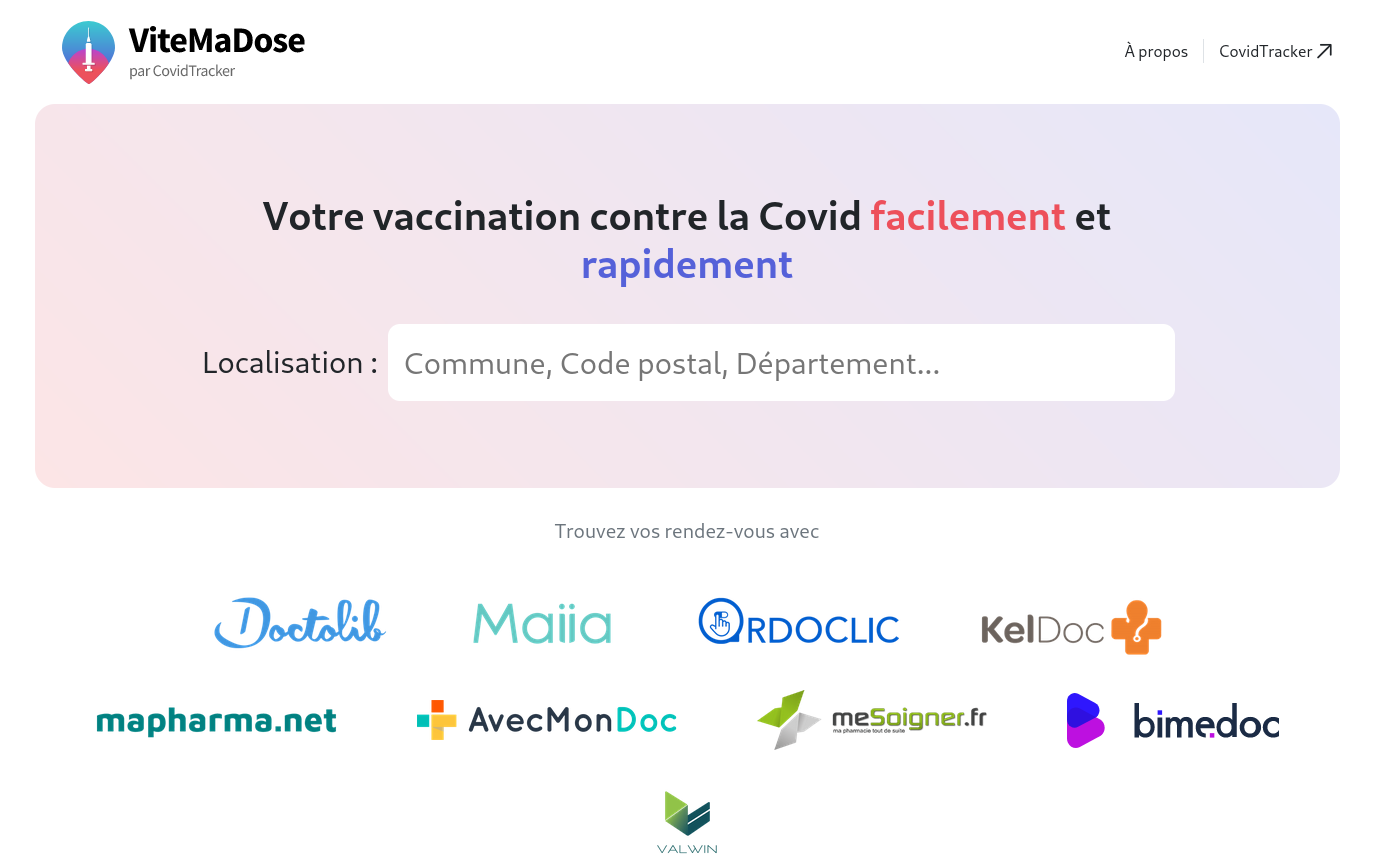 ViteMaDose
par CovidTracker
À propos
CovidTracker
Votre vaccination contre la Covid facilement et
rapidement
Localisation :
Commune, Code postal, Département...
Trouvez vos rendez-vous avec
Doctolib
Maiia
ORDOCLIC
KelDoc
mapharma.net
AvecMonDoc
meSoigner.fr
ma pharmacie tout de suite
bimedoc
VALWIN